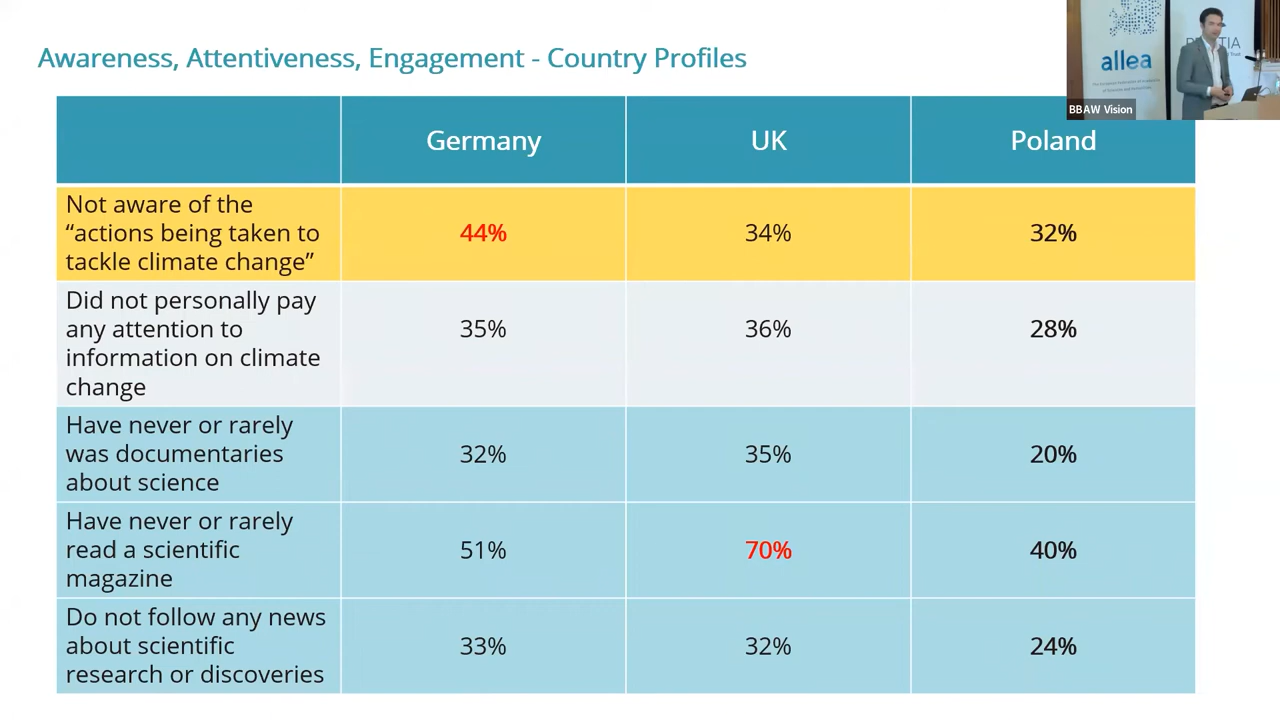 Awareness, Attentiveness, Engagement - Country Profiles
allea
BBAW Vision
Germany
UK
Poland
Not aware of the
“actions being taken to
tackle climate change”
44%
34%
32%
Did not personally pay
any attention to
information on climate
change
35%
36%
28%
Have never or rarely
was documentaries
about science
32%
35%
20%
Have never or rarely
read a scientific
magazine
51%
70%
40%
Do not follow any news
about scientific
research or discoveries
33%
32%
24%